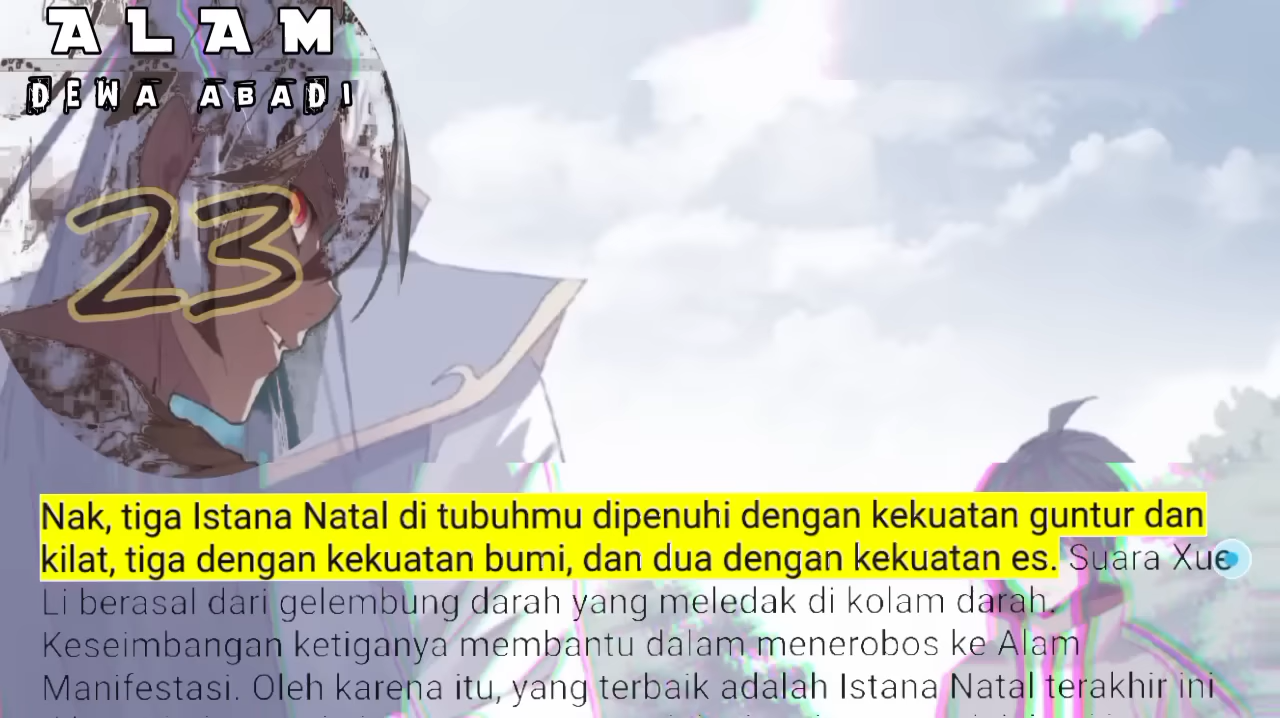 ALAM
DEWA ABADI
23
Nak, tiga Istana Natal di tubuhmu dipenuhi dengan kekuatan guntur dan
kilat, tiga dengan kekuatan bumi, dan dua dengan kekuatan es. Suara Xue
Li berasal dari gelembung darah yang meledak di kolam darah.
Keseimbangan ketiganya membantu dalam menerobos ke Alam
Manifestasi. Oleh karena itu, yang terbaik adalah Istana Natal terakhir ini